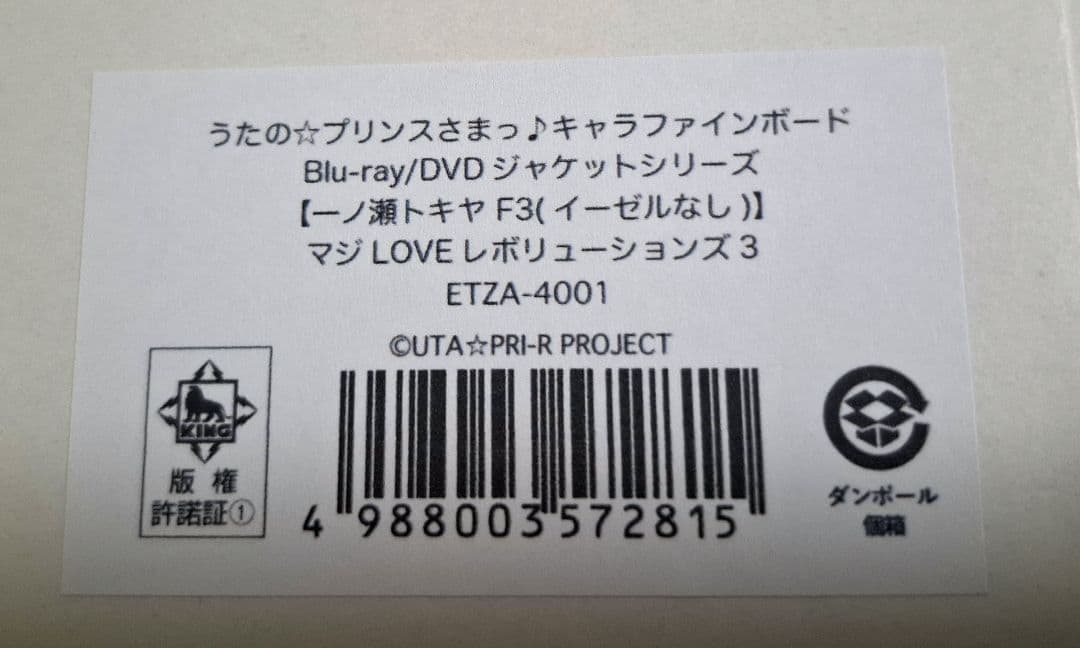 うたの☆プリンスさまっ♪キャラファインボード
Blu-ray/DVD ジャケットシリーズ
【一ノ瀬トキヤ F3( イーゼルなし )】
マジ LOVE レボリューションズ 3
ETZA-4001
©UTA☆PRI-R PROJECT
KING
版 権
許諾証①
4 988003 572815
ダンボール
個箱